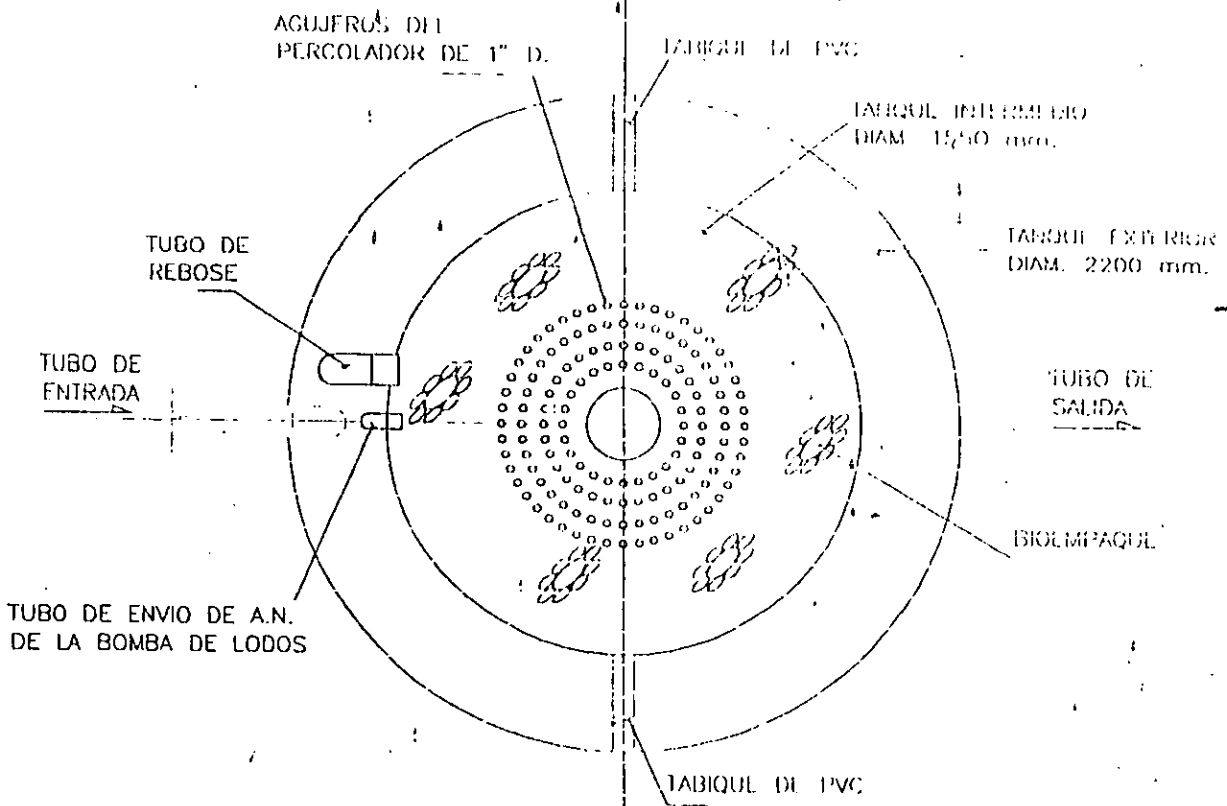 AGUJEROS DEL
PERCOLADOR DE 1" D.
TABIQUE DE PVC
TANQUE INTERMEDIO
DIAM. 1550 mm.
TUBO DE
REBOSE
TANQUE EXTERIOR
DIAM. 2200 mm.
TUBO DE
ENTRADA
TUBO DE
SALIDA
BIOEMPAQUE
TUBO DE ENVIO DE A.N.
DE LA BOMBA DE LODOS
TABIQUE DE PVC